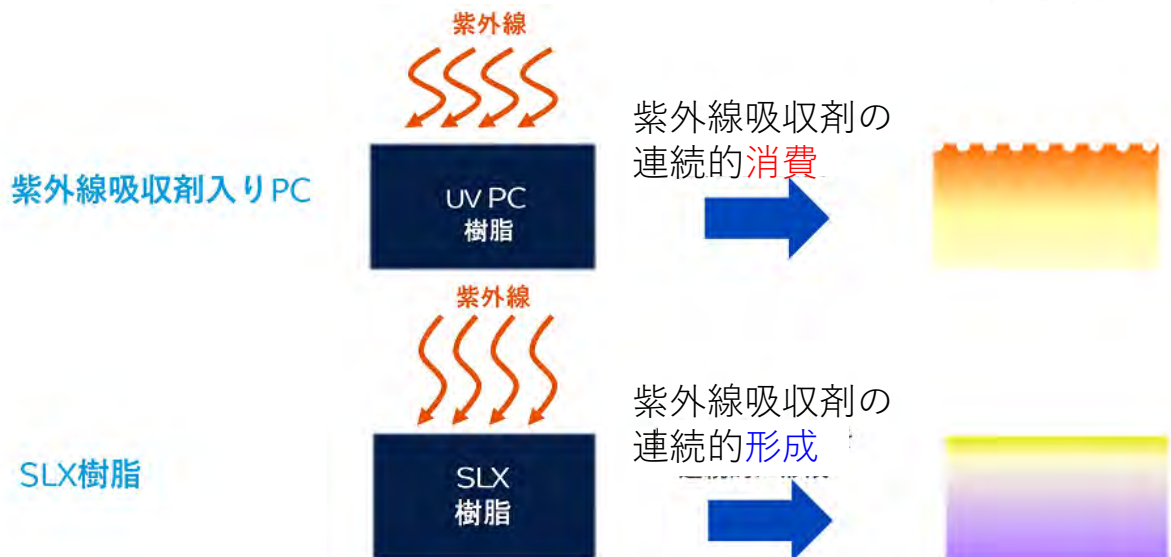 紫外線
紫外線吸収剤の
連続的消費
紫外線吸収剤入りPC
UV PC
樹脂
紫外線
紫外線吸収剤の
連続的形成
SLX樹脂
SLX
樹脂